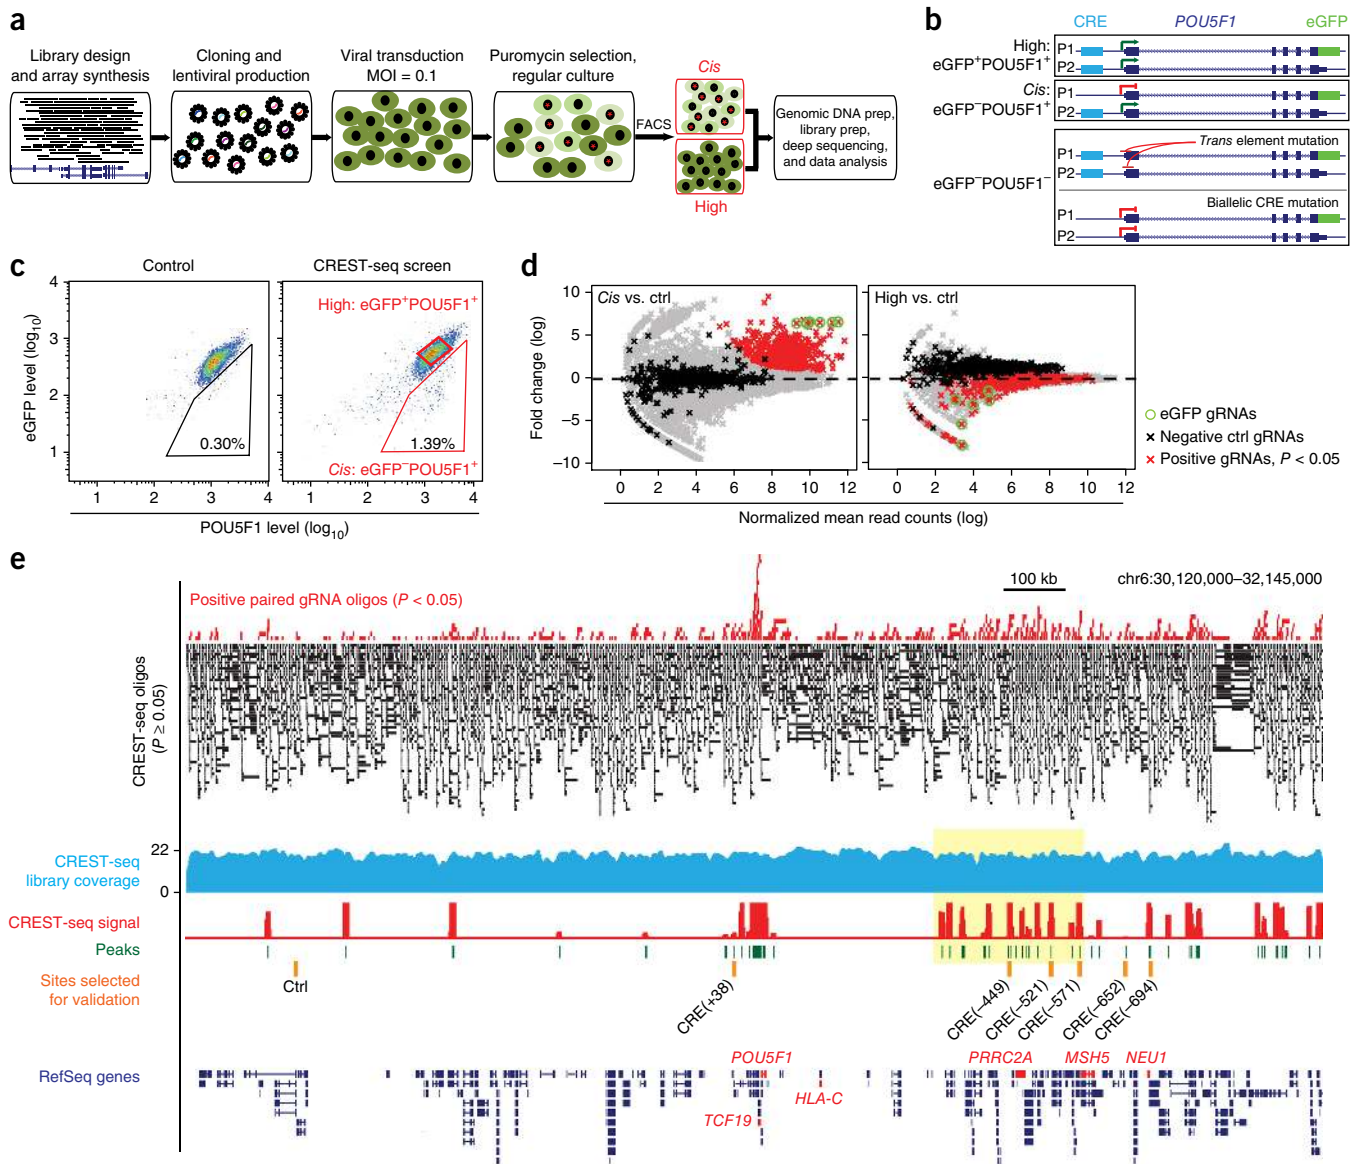 a
Library design
and array synthesis
Cloning and
lentiviral production
Viral transduction
MOI = 0.1
Puromycin selection,
regular culture
FACS
Cis
High
Genomic DNA prep,
library prep,
deep sequencing,
and data analysis
b
CRE
POU5F1
eGFP
High:
eGFP⁺POU5F1⁺
P1
P2
Cis:
eGFP⁻POU5F1⁺
P1
P2
eGFP⁻POU5F1⁻
Trans element mutation
P1
P2
Biallelic CRE mutation
P1
P2
c
Control
CREST-seq screen
eGFP level (log₁₀)
4
3
2
1
0.30%
High: eGFP⁺POU5F1⁺
1.39%
Cis: eGFP⁻POU5F1⁺
1 2 3 4
1 2 3 4
POU5F1 level (log₁₀)
d
Fold change (log)
10
5
0
−5
−10
Cis vs. ctrl
High vs. ctrl
0 2 4 6 8 10 12
0 2 4 6 8 10 12
Normalized mean read counts (log)
eGFP gRNAs
Negative ctrl gRNAs
Positive gRNAs, P < 0.05
e
100 kb
chr6:30,120,000–32,145,000
Positive paired gRNA oligos (P < 0.05)
CREST-seq oligos
(P ≥ 0.05)
22
CREST-seq
library coverage
0
CREST-seq signal
Peaks
Sites selected
for validation
Ctrl
CRE(+38)
CRE(−449)
CRE(−521)
CRE(−571)
CRE(−652)
CRE(−694)
RefSeq genes
POU5F1
PRRC2A
MSH5
NEU1
HLA-C
TCF19